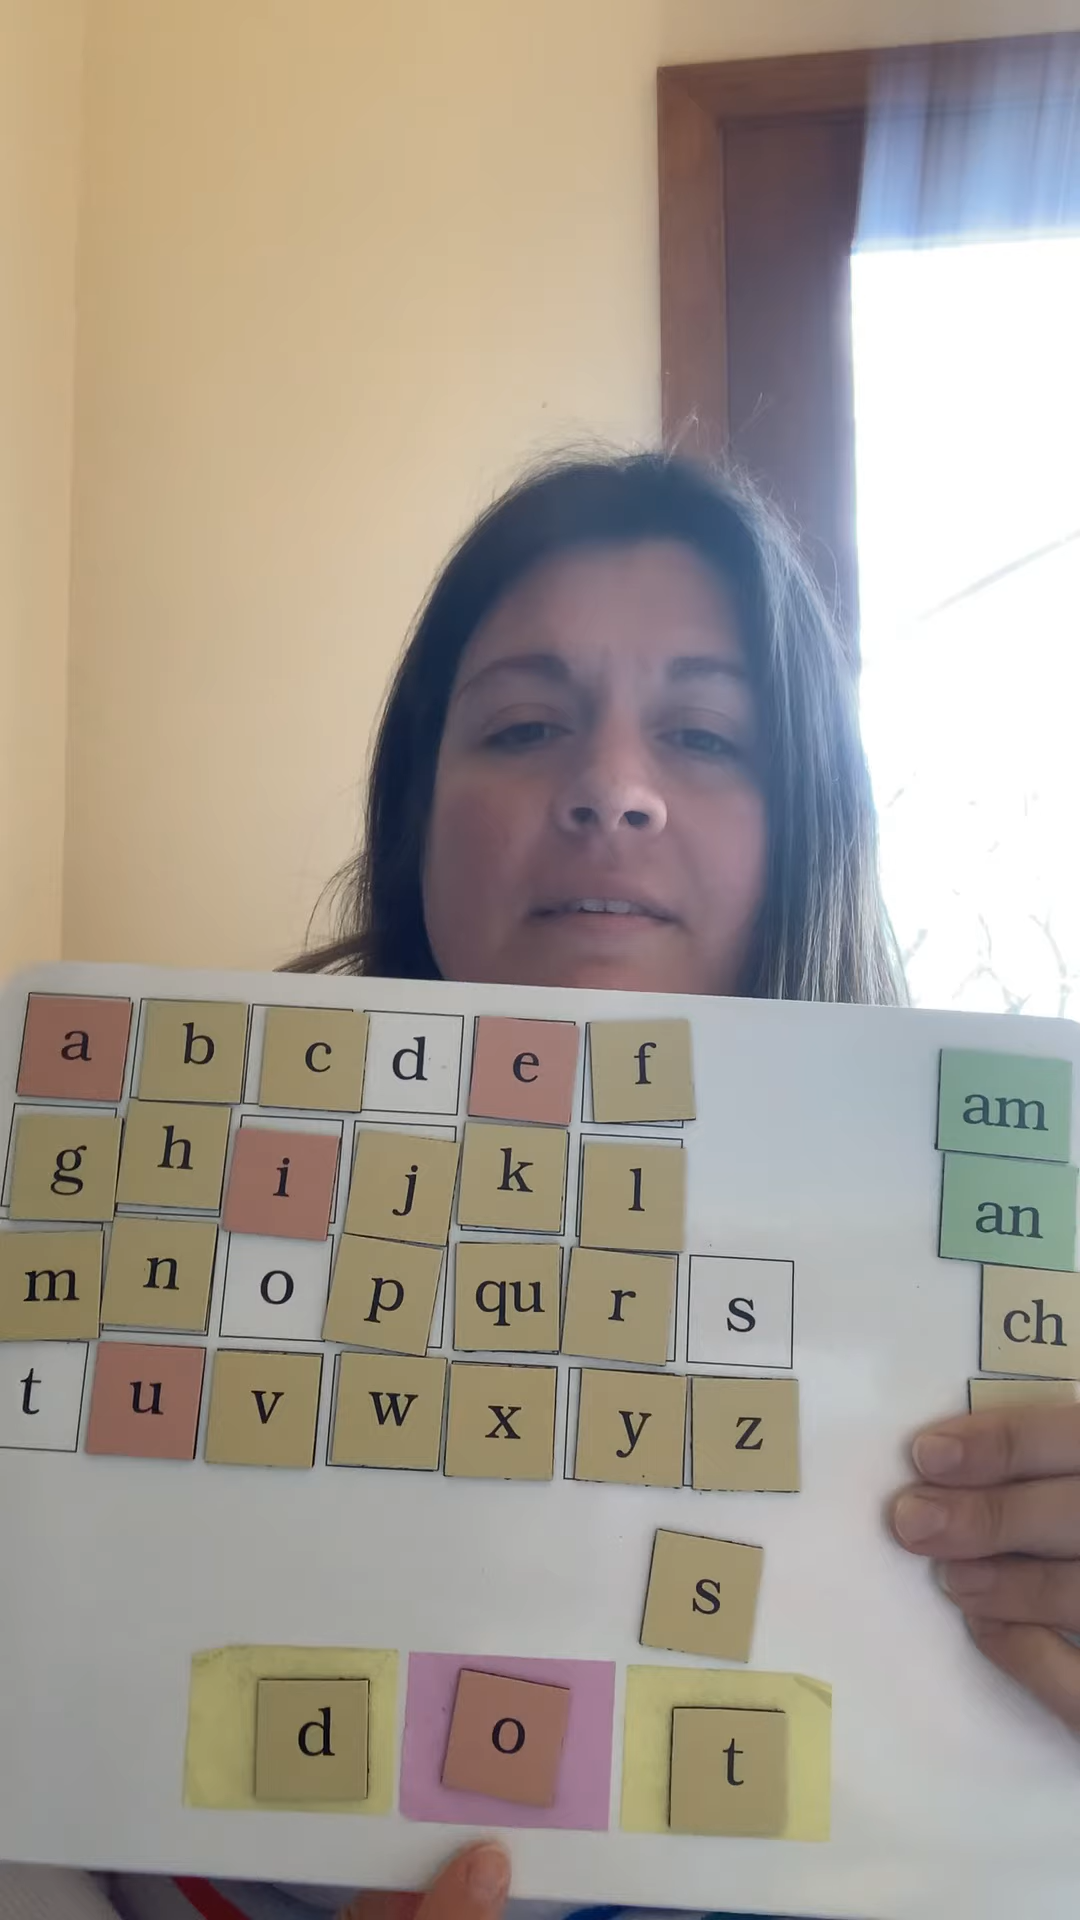 a b c d e f
g h i j k l
m n o p qu r s
t u v w x y z
am
an
ch
s
d o t